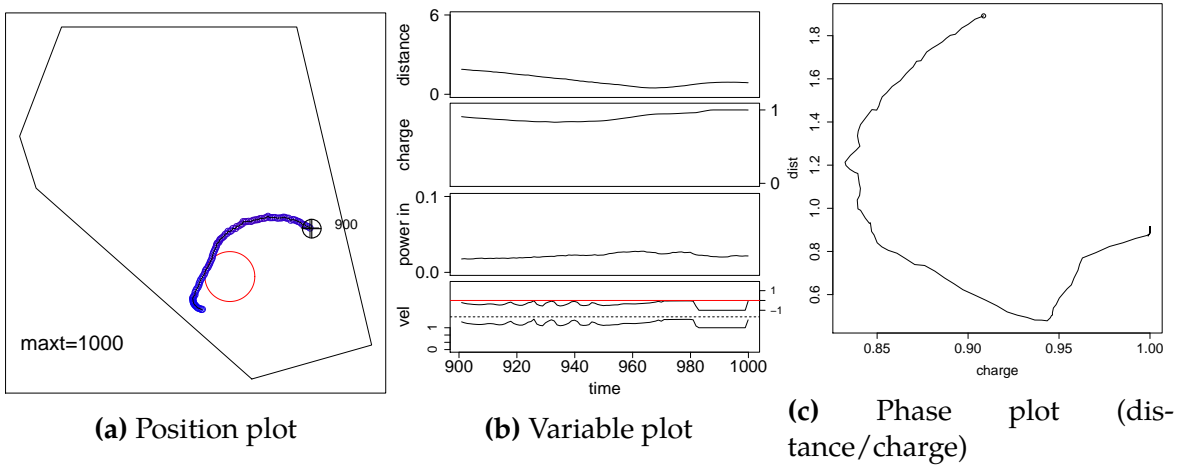 900
maxt=1000
(a) Position plot
distance
6
0
charge
1
0
power in
0.1
0.0
vel
1
0
1
-1
900 920 940 960 980 1000
time
(b) Variable plot
dist
1.8
1.6
1.4
1.2
1.0
0.8
0.6
0.85 0.90 0.95 1.00
charge
(c) Phase plot (dis-
tance/charge)